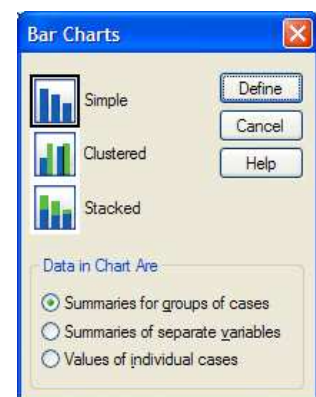 Bar Charts
Simple
Define
Cancel
Clustered
Help
Stacked
Data in Chart Are
Summaries for groups of cases
Summaries of separate variables
Values of individual cases